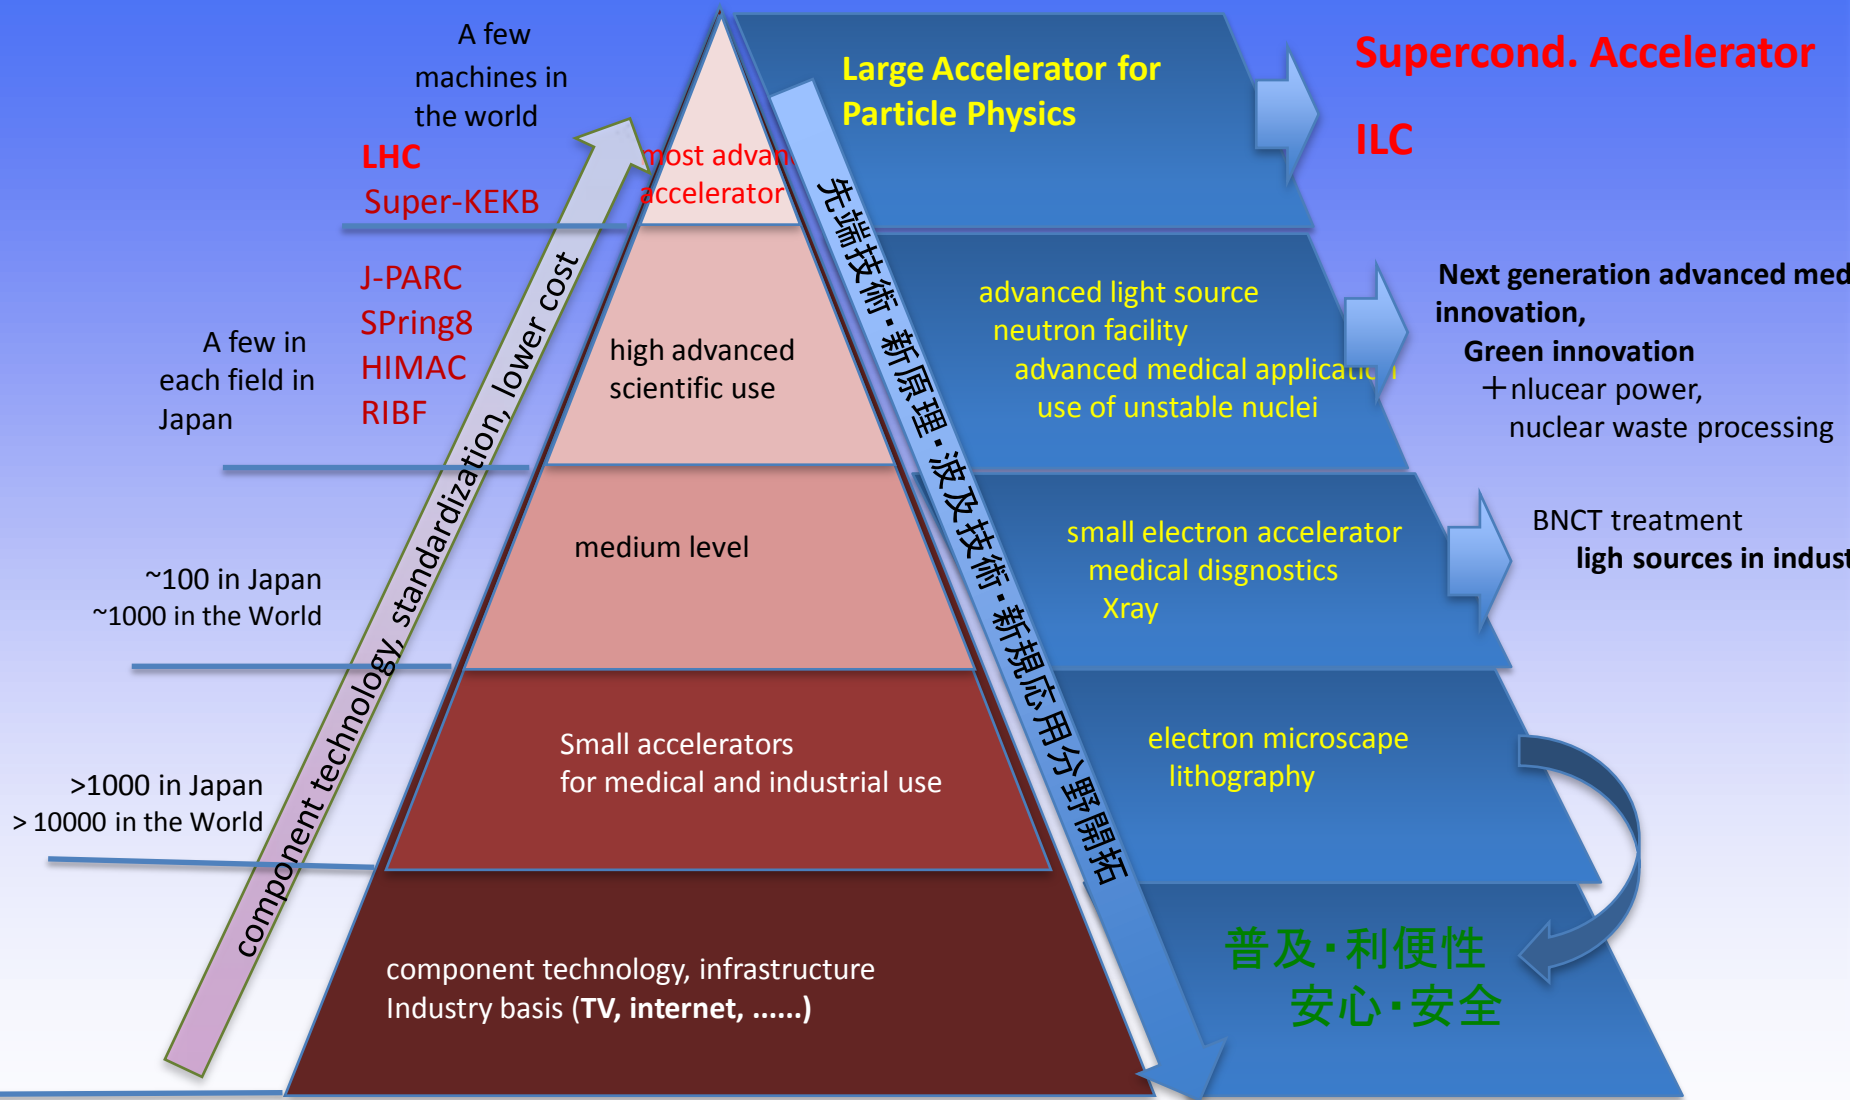 A few
machines in
the world
LHC
Super-KEKB
most advan
accelerator
Large Accelerator for
Particle Physics
Supercond. Accelerator
ILC
J-PARC
SPring8
HIMAC
RIBF
A few in
each field in
Japan
high advanced
scientific use
advanced light source
neutron facility
advanced medical application
use of unstable nuclei
Next generation advanced med
innovation,
Green innovation
＋nlucear power,
nuclear waste processing
~100 in Japan
~1000 in the World
medium level
small electron accelerator
medical disgnostics
Xray
BNCT treatment
ligh sources in indust
>1000 in Japan
> 10000 in the World
Small accelerators
for medical and industrial use
electron microscape
lithography
component technology, infrastructure
Industry basis (TV, internet, ......)
普及・利便性
安心・安全
component technology, standardization, lower cost
先端技術・新原理・波及技術・新規応用分野開拓